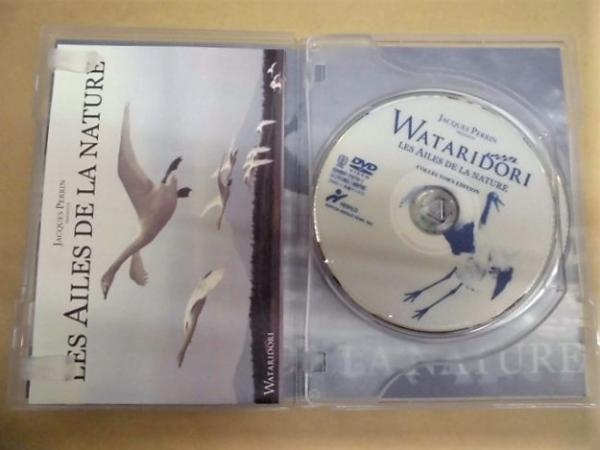 JACQUES PERRIN
LES AILES DE LA NATURE
WATARIDORI
JACQUES PERRIN
WATARIDORI
LES AILES DE LA NATURE
COLLECTOR'S EDITION
DVD
LA NATURE